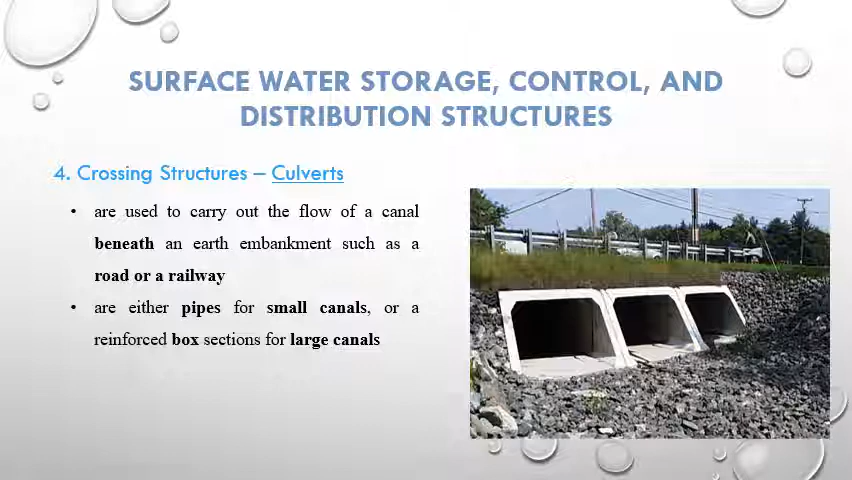 SURFACE WATER STORAGE, CONTROL, AND
DISTRIBUTION STRUCTURES
4. Crossing Structures – Culverts
• are used to carry out the flow of a canal
beneath an earth embankment such as a
road or a railway
• are either pipes for small canals, or a
reinforced box sections for large canals